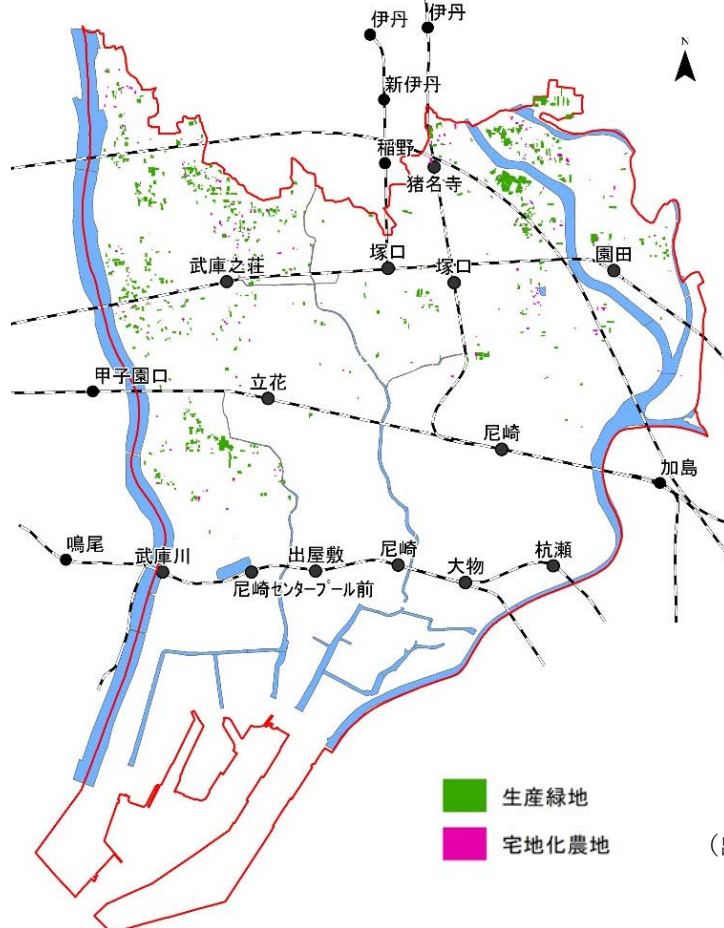 伊丹
伊丹
N
新伊丹
稲野
猪名寺
武庫之荘
塚口
塚口
園田
甲子園口
立花
尼崎
加島
鳴尾
武庫川
尼崎センタープール前
出屋敷
尼崎
大物
杭瀬
生産緑地
宅地化農地